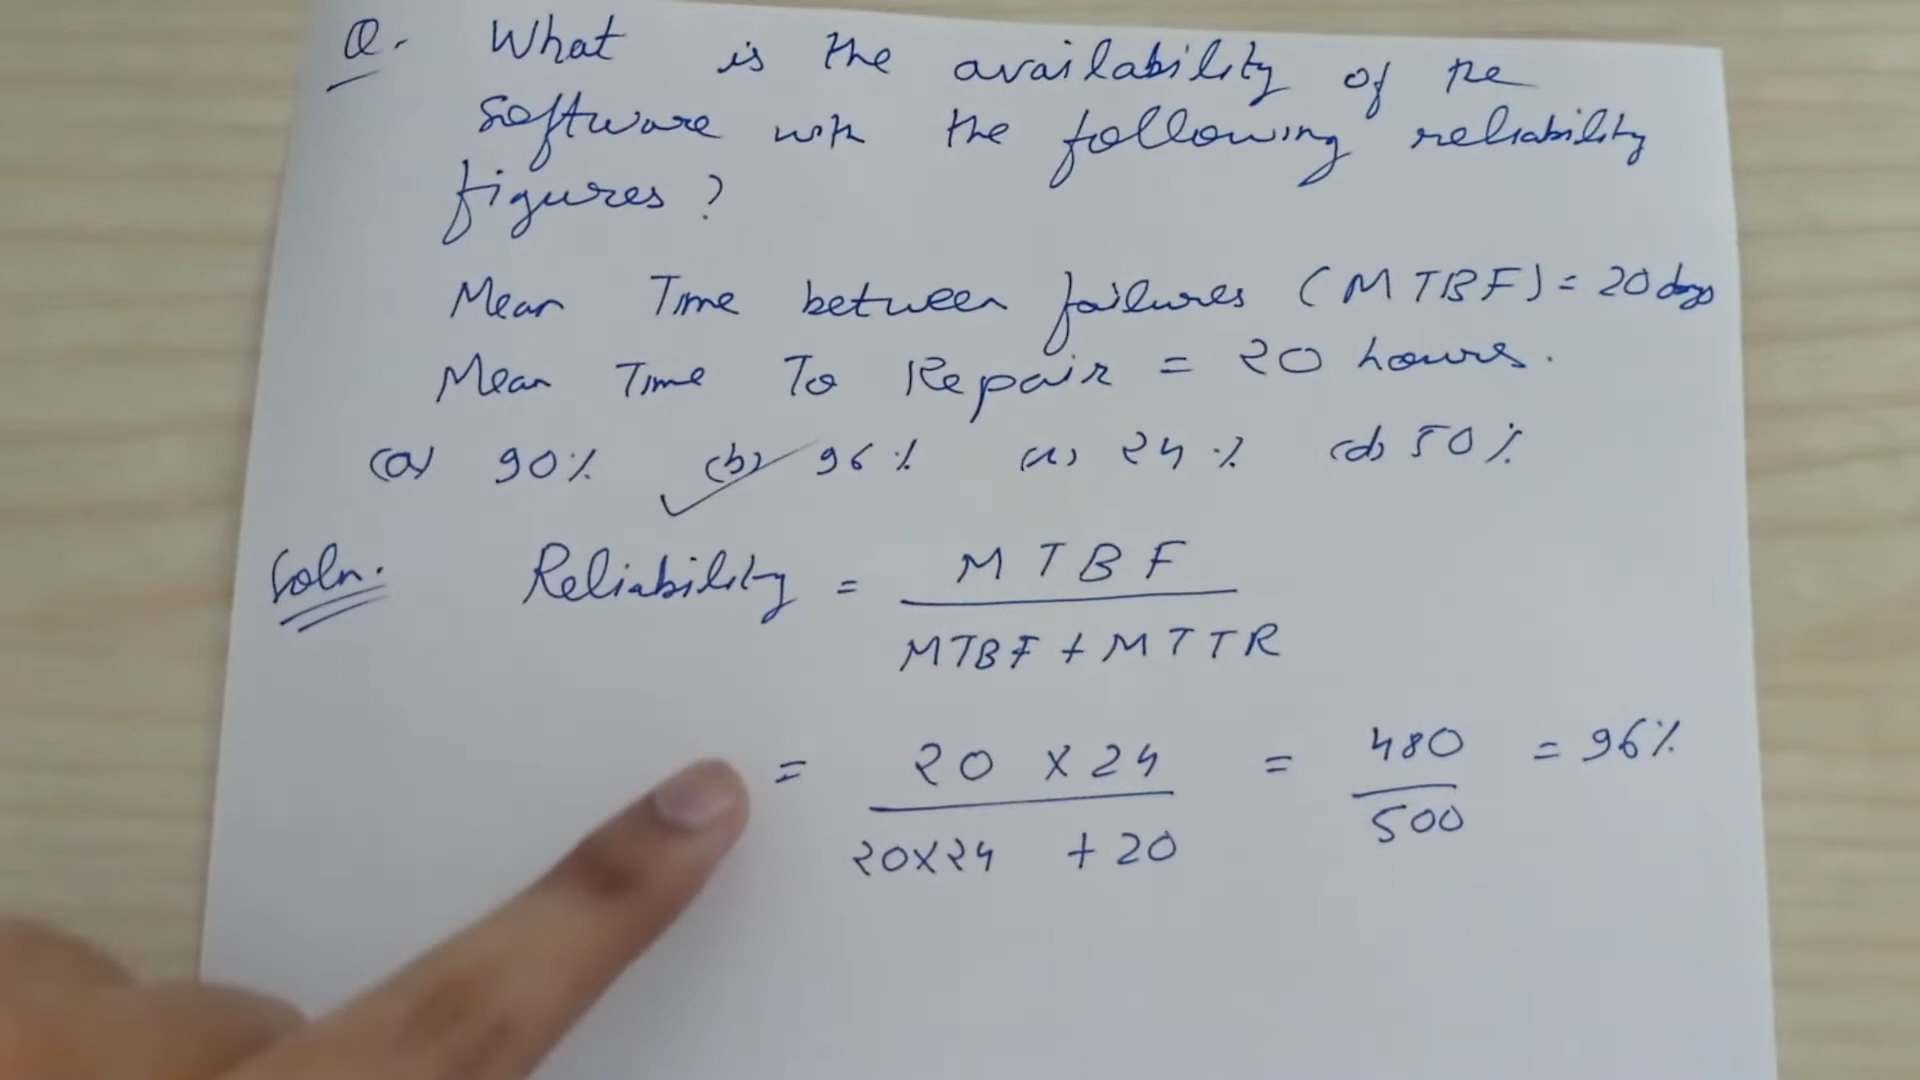 Q. What is the availability of the
software with the following reliability
figures?
Mean Time between failures (MTBF) = 20 days
Mean Time To Repair = 20 hours.
(a) 90% (b) 96% (c) 24% (d) 50%
Soln. Reliability = MTBF
MTBF + MTTR
= 20 x 24 = 480 = 96%
20x24 + 20 500